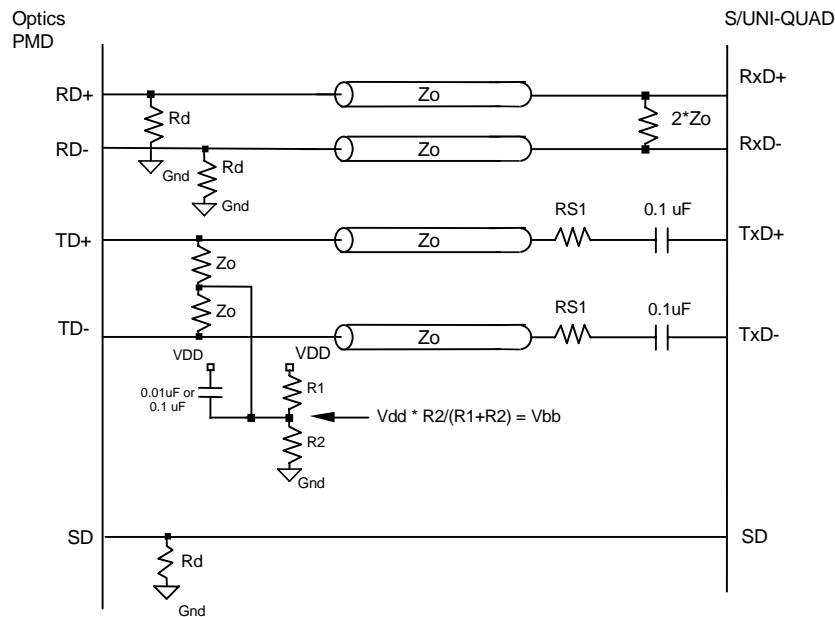 Optics
PMD
S/UNI-QUAD
RD+
Zo
RxD+
Rd
2*Zo
RD-
Zo
RxD-
Gnd
Rd
Gnd
RS1
0.1 uF
TD+
Zo
TxD+
Zo
Zo
RS1
0.1uF
TD-
Zo
TxD-
VDD
VDD
0.01uF or
0.1 uF
R1
Vdd * R2/(R1+R2) = Vbb
R2
Gnd
SD
SD
Rd
Gnd